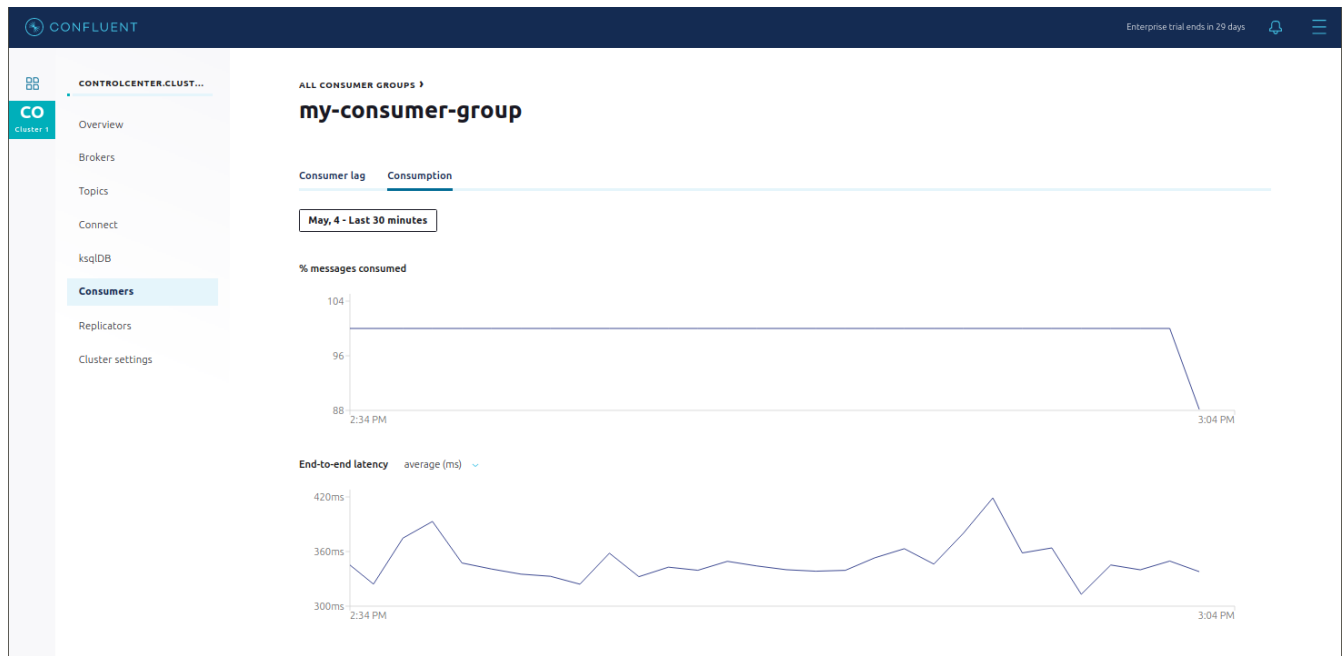 CONFLUENT
Enterprise trial ends in 29 days
CONTROLCENTER.CLUST...
CO
Cluster 1
Overview
Brokers
Topics
Connect
ksqlDB
Consumers
Replicators
Cluster settings
ALL CONSUMER GROUPS ›
my-consumer-group
Consumer lag Consumption
May, 4 - Last 30 minutes
% messages consumed
104
96
88
2:34 PM 3:04 PM
End-to-end latency average (ms)
420ms
360ms
300ms
2:34 PM 3:04 PM